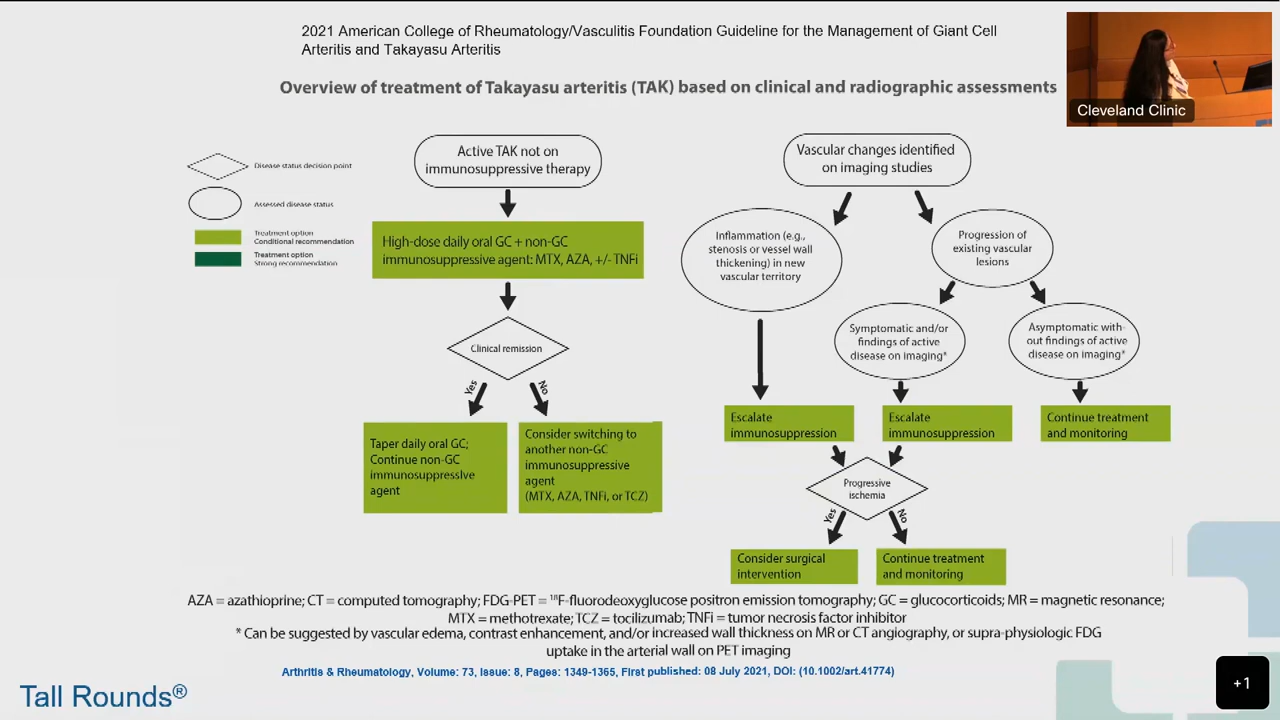 2021 American College of Rheumatology/Vasculitis Foundation Guideline for the Management of Giant Cell
Arteritis and Takayasu Arteritis
Overview of treatment of Takayasu arteritis (TAK) based on clinical and radiographic assessments
Cleveland Clinic
Disease status decision point
Assessed disease status
Treatment option
Conditional recommendation
Treatment option
Strong recommendation
Active TAK not on
immunosuppressive therapy
High-dose daily oral GC + non-GC
immunosuppressive agent: MTX, AZA, +/- TNFi
Clinical remission
Yes
No
Taper daily oral GC;
Continue non-GC
immunosuppressive
agent
Consider switching to
another non-GC
immunosuppressive
agent
(MTX, AZA, TNFi, or TCZ)
Vascular changes identified
on imaging studies
Inflammation (e.g.,
stenosis or vessel wall
thickening) in new
vascular territory
Progression of
existing vascular
lesions
Symptomatic and/or
findings of active
disease on imaging*
Asymptomatic with-
out findings of active
disease on imaging*
Escalate
immunosuppression
Escalate
immunosuppression
Continue treatment
and monitoring
Progressive
ischemia
Yes
No
Consider surgical
intervention
Continue treatment
and monitoring
AZA = azathioprine; CT = computed tomography; FDG-PET = ¹⁸F-fluorodeoxyglucose positron emission tomography; GC = glucocorticoids; MR = magnetic resonance;
MTX = methotrexate; TCZ = tocilizumab; TNFi = tumor necrosis factor inhibitor
* Can be suggested by vascular edema, contrast enhancement, and/or increased wall thickness on MR or CT angiography, or supra-physiologic FDG
uptake in the arterial wall on PET imaging
Arthritis & Rheumatology, Volume: 73, Issue: 8, Pages: 1349-1365, First published: 08 July 2021, DOI: (10.1002/art.41774)
Tall Rounds®
+1